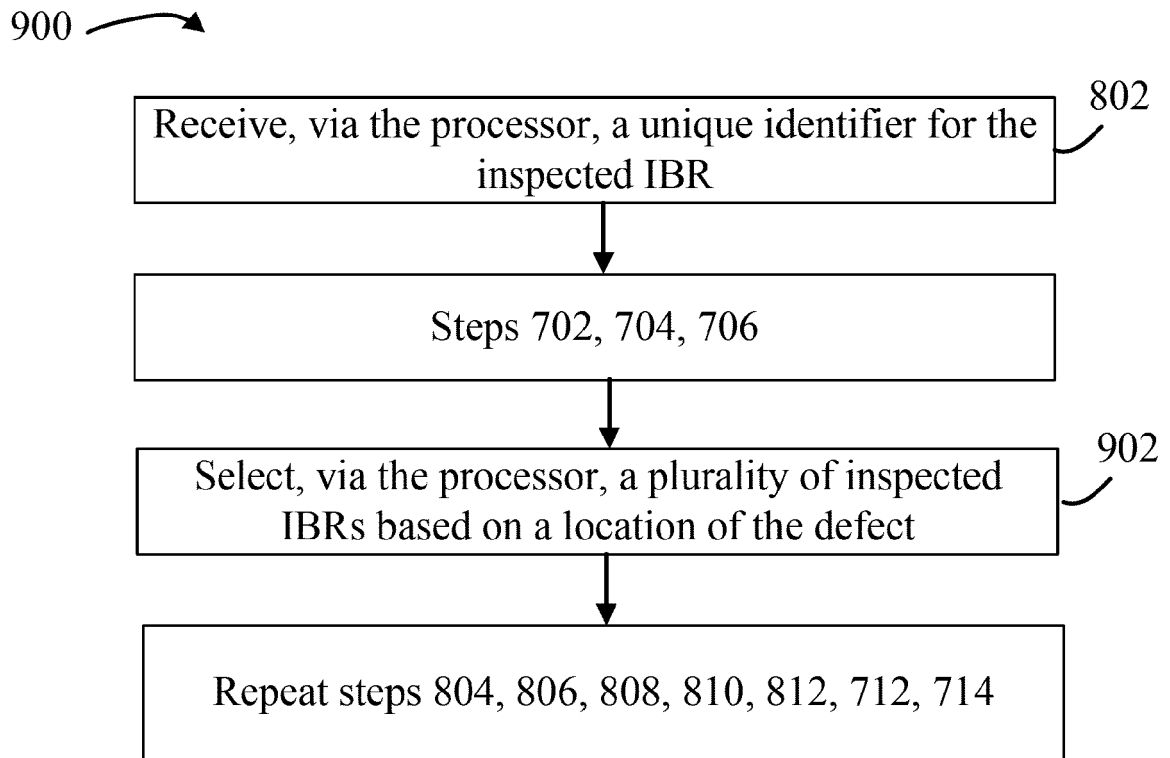 900
802
Receive, via the processor, a unique identifier for the
inspected IBR
Steps 702, 704, 706
902
Select, via the processor, a plurality of inspected
IBRs based on a location of the defect
Repeat steps 804, 806, 808, 810, 812, 712, 714